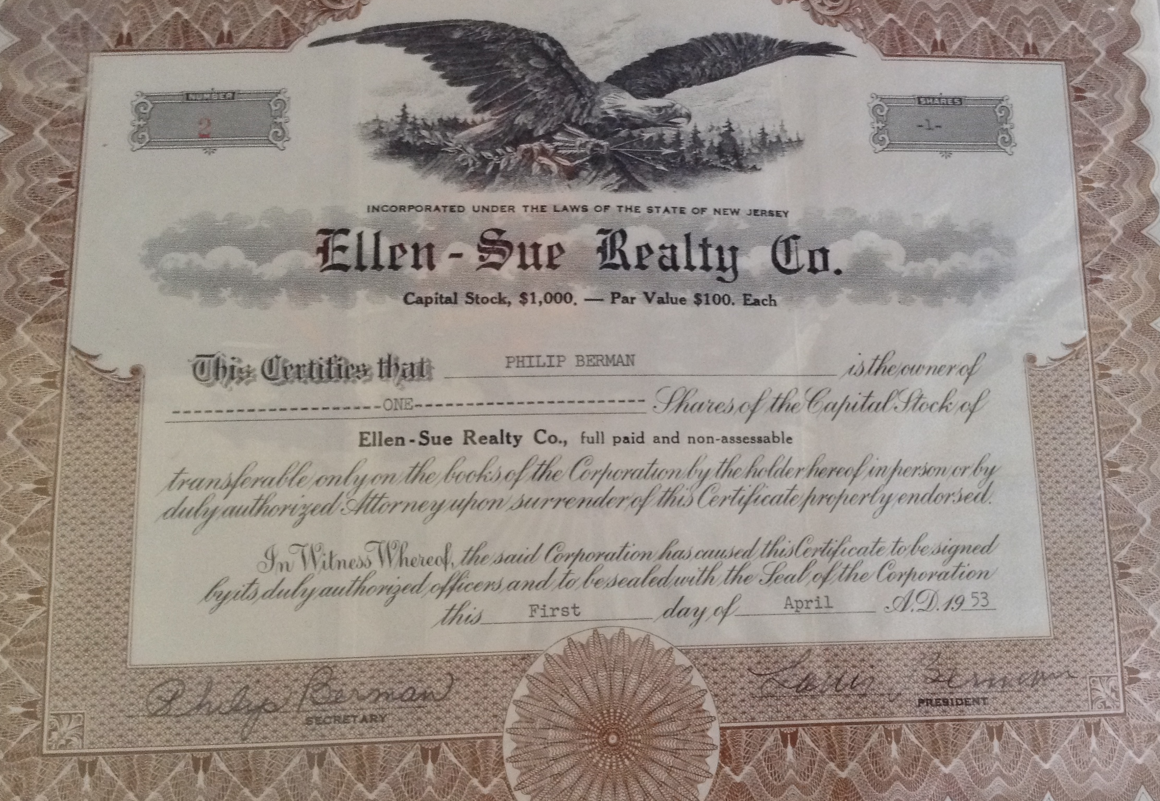 NUMBER
2
SHARES
-1-
INCORPORATED UNDER THE LAWS OF THE STATE OF NEW JERSEY
Ellen-Sue Realty Co.
Capital Stock, $1,000. — Par Value $100. Each
This Certifies that PHILIP BERMAN is the owner of
---------------------ONE----------------------- Shares of the Capital Stock of
Ellen-Sue Realty Co., full paid and non-assessable
transferable only on the books of the Corporation by the holder hereof in person or by
duly authorized Attorney upon surrender of this Certificate properly endorsed.
In Witness Whereof, the said Corporation has caused this Certificate to be signed
by its duly authorized officers and to be sealed with the Seal of the Corporation
this First day of April A.D. 19 53
Philip Berman
SECRETARY
Louis Berman
PRESIDENT